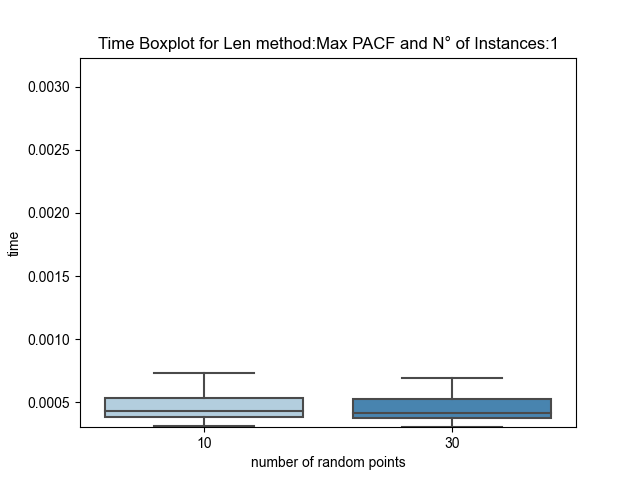 Time Boxplot for Len method:Max PACF and N° of Instances:1
0.0030
0.0025
0.0020
0.0015
0.0010
0.0005
time
10
30
number of random points